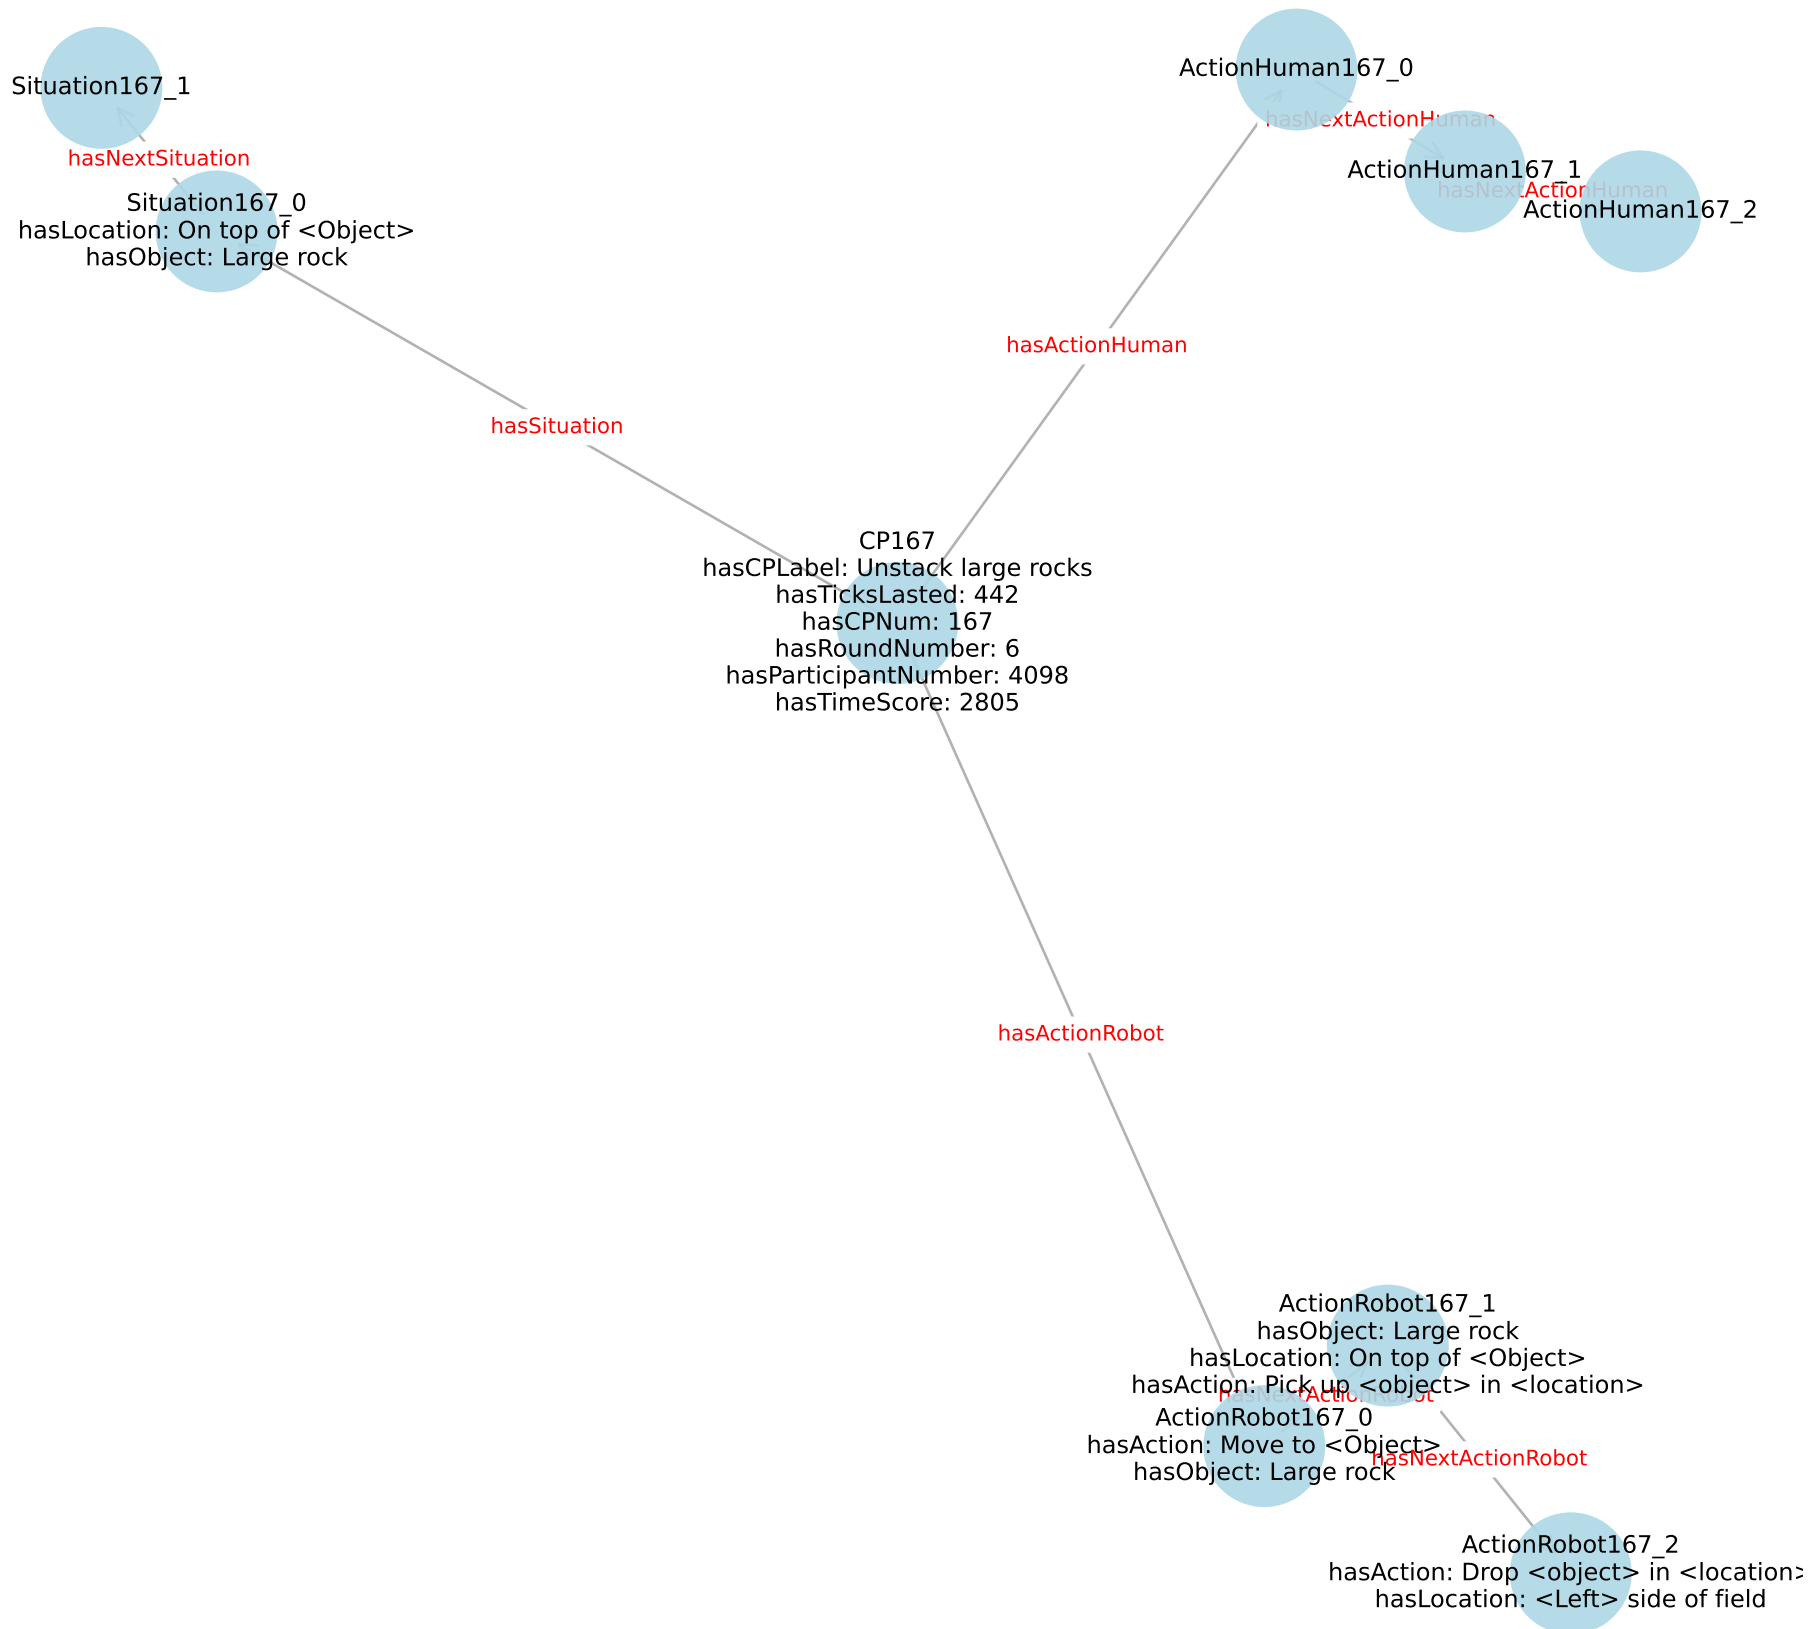 ActionHuman167_0
Situation167_1
hasNextActionHuman
hasNextSituation
ActionHuman167_1
hasNextActionHuman
ActionHuman167_2
Situation167_0
hasLocation: On top of <Object>
hasObject: Large rock
hasActionHuman
hasSituation
CP167
hasCPLabel: Unstack large rocks
hasTicksLasted: 442
hasCPNum: 167
hasRoundNumber: 6
hasParticipantNumber: 4098
hasTimeScore: 2805
hasActionRobot
ActionRobot167_1
hasObject: Large rock
hasLocation: On top of <Object>
hasAction: Pick up <object> in <location>
hasNextActionRobot
ActionRobot167_0
hasAction: Move to <Object>
hasObject: Large rock
hasNextActionRobot
ActionRobot167_2
hasAction: Drop <object> in <location>
hasLocation: <Left> side of field